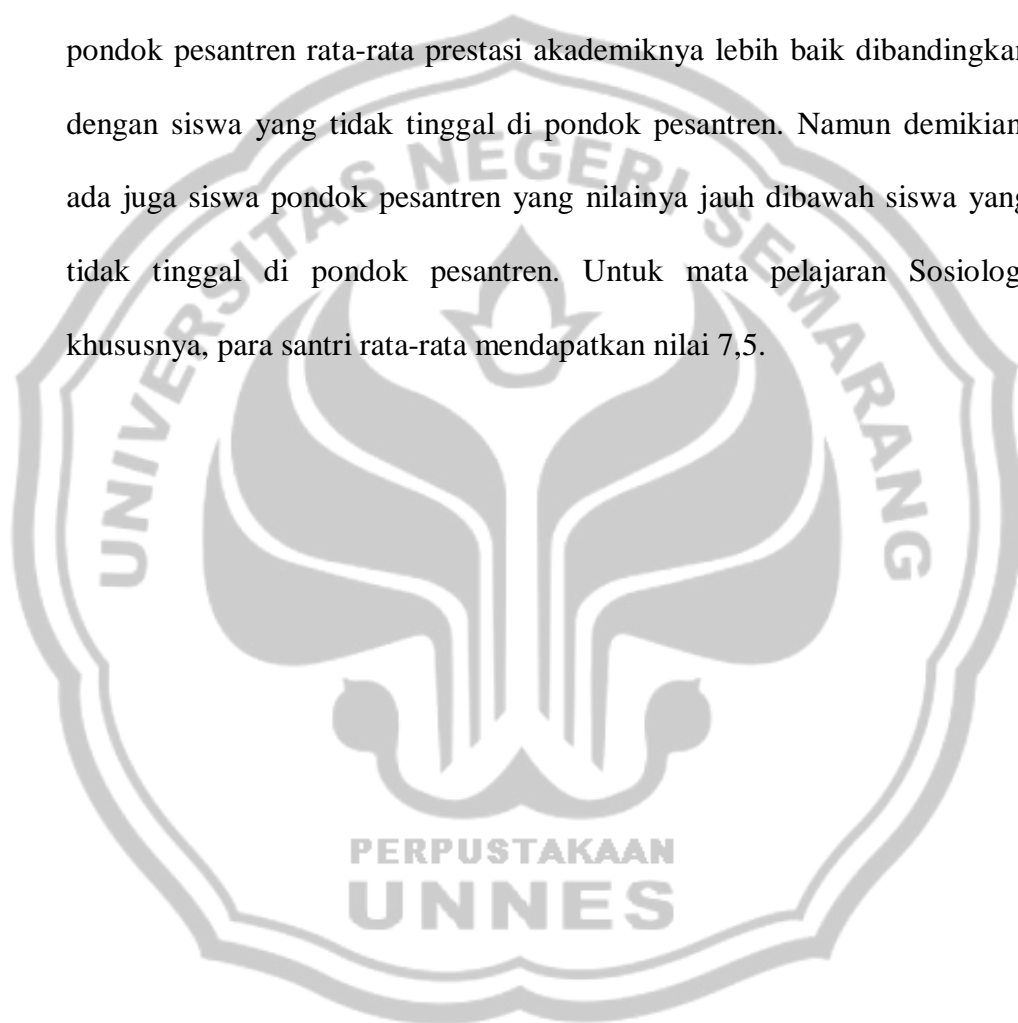 pondok pesantren rata-rata prestasi akademiknya lebih baik dibandingkan
dengan siswa yang tidak tinggal di pondok pesantren. Namun demikian
ada juga siswa pondok pesantren yang nilainya jauh dibawah siswa yang
tidak tinggal di pondok pesantren. Untuk mata pelajaran Sosiolog
khususnya, para santri rata-rata mendapatkan nilai 7,5.
UNIVERSITAS NEGERI SEMARANG
PERPUSTAKAAN
UNNES